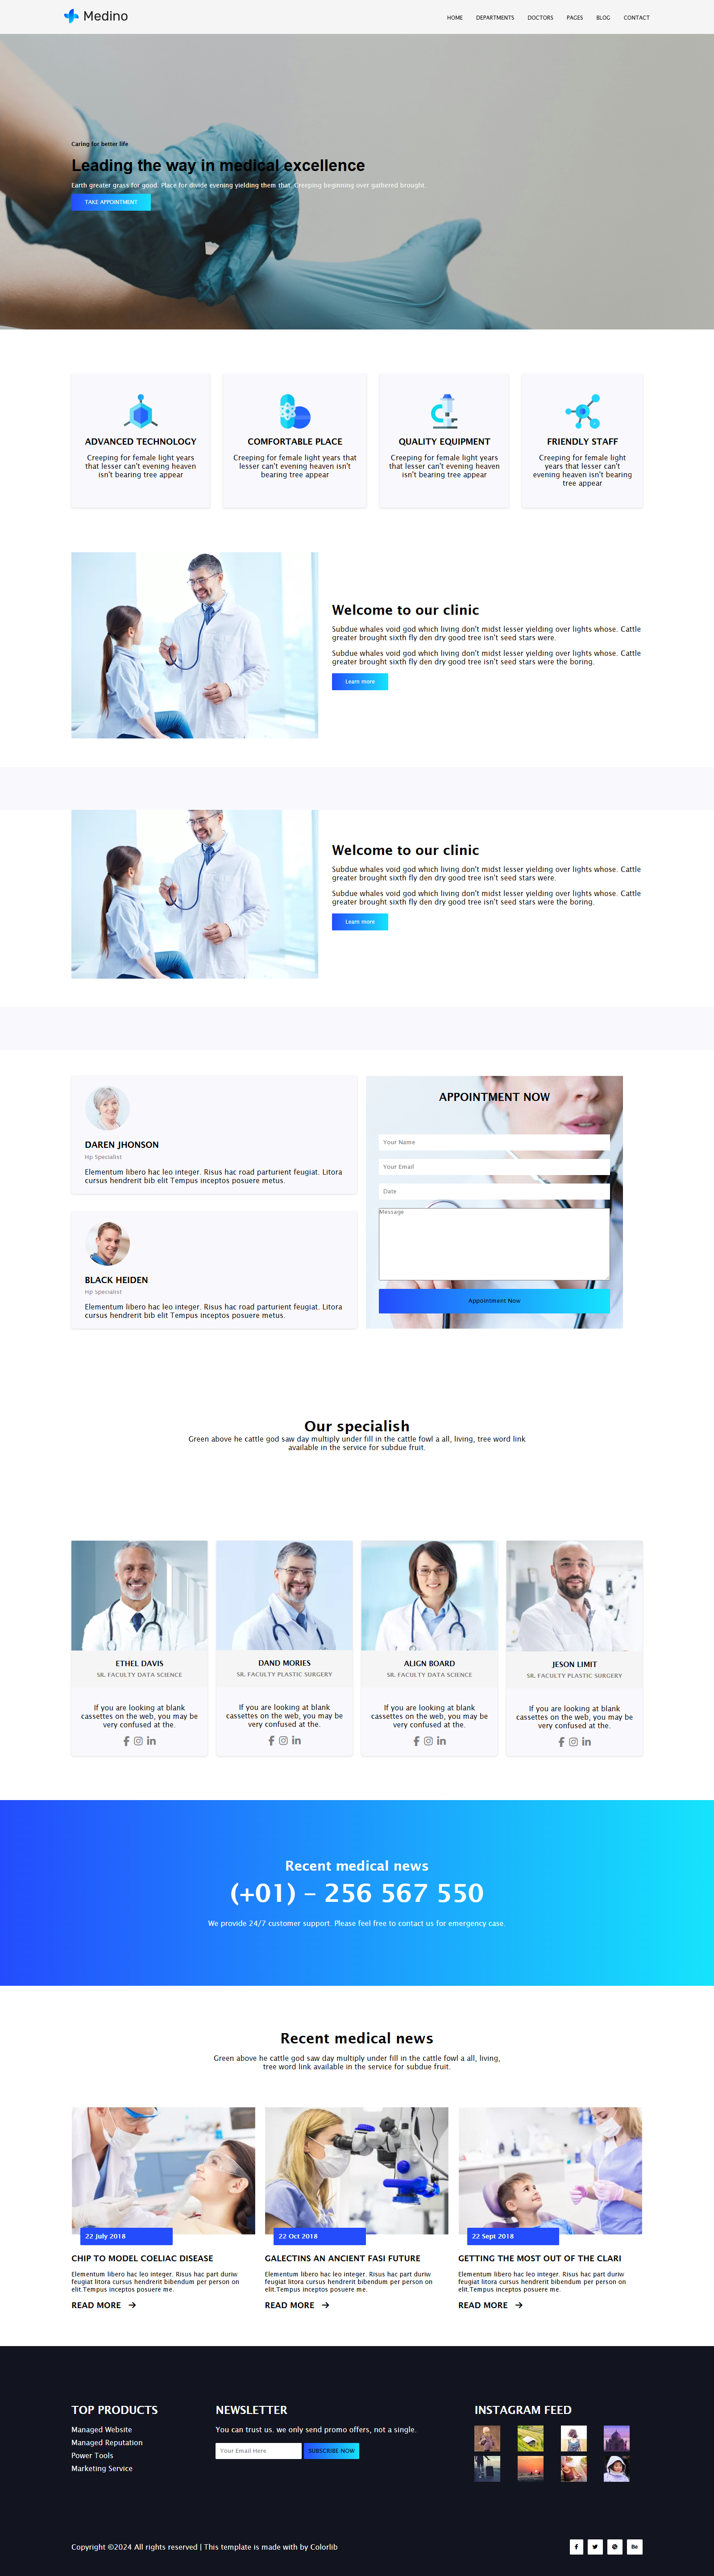 Medino
HOME DEPARTMENTS DOCTORS PAGES BLOG CONTACT
Caring for better life
Leading the way in medical excellence
Earth greater grass for good. Place for divide evening yielding them that. Creeping beginning over gathered brought.
TAKE APPOINTMENT
ADVANCED TECHNOLOGY
Creeping for female light years
that lesser can't evening heaven
isn't bearing tree appear
COMFORTABLE PLACE
Creeping for female light years that
lesser can't evening heaven isn't
bearing tree appear
QUALITY EQUIPMENT
Creeping for female light years
that lesser can't evening heaven
isn't bearing tree appear
FRIENDLY STAFF
Creeping for female light
years that lesser can't
evening heaven isn't bearing
tree appear
Welcome to our clinic
Subdue whales void god which living don't midst lesser yielding over lights whose. Cattle
greater brought sixth fly den dry good tree isn't seed stars were.
Subdue whales void god which living don't midst lesser yielding over lights whose. Cattle
greater brought sixth fly den dry good tree isn't seed stars were the boring.
Learn more
Welcome to our clinic
Subdue whales void god which living don't midst lesser yielding over lights whose. Cattle
greater brought sixth fly den dry good tree isn't seed stars were.
Subdue whales void god which living don't midst lesser yielding over lights whose. Cattle
greater brought sixth fly den dry good tree isn't seed stars were the boring.
Learn more
DAREN JHONSON
Hp Specialist
Elementum libero hac leo integer. Risus hac road parturient feugiat. Litora
cursus hendrerit bib elit Tempus inceptos posuere metus.
BLACK HEIDEN
Hp Specialist
Elementum libero hac leo integer. Risus hac road parturient feugiat. Litora
cursus hendrerit bib elit Tempus inceptos posuere metus.
APPOINTMENT NOW
Your Name
Your Email
Date
Message
Appointment Now
Our specialish
Green above he cattle god saw day multiply under fill in the cattle fowl a all, living, tree word link
available in the service for subdue fruit.
ETHEL DAVIS
SR. FACULTY DATA SCIENCE
If you are looking at blank
cassettes on the web, you may be
very confused at the.
DAND MORIES
SR. FACULTY PLASTIC SURGERY
If you are looking at blank
cassettes on the web, you may be
very confused at the.
ALIGN BOARD
SR. FACULTY DATA SCIENCE
If you are looking at blank
cassettes on the web, you may be
very confused at the.
JESON LIMIT
SR. FACULTY PLASTIC SURGERY
If you are looking at blank
cassettes on the web, you may be
very confused at the.
Recent medical news
(+01) – 256 567 550
We provide 24/7 customer support. Please feel free to contact us for emergency case.
Recent medical news
Green above he cattle god saw day multiply under fill in the cattle fowl a all, living,
tree word link available in the service for subdue fruit.
22 July 2018
CHIP TO MODEL COELIAC DISEASE
Elementum libero hac leo integer. Risus hac part duriw
feugiat litora cursus hendrerit bibendum per person on
elit.Tempus inceptos posuere me.
READ MORE
22 Oct 2018
GALECTINS AN ANCIENT FASI FUTURE
Elementum libero hac leo integer. Risus hac part duriw
feugiat litora cursus hendrerit bibendum per person on
elit.Tempus inceptos posuere me.
READ MORE
22 Sept 2018
GETTING THE MOST OUT OF THE CLARI
Elementum libero hac leo integer. Risus hac part duriw
feugiat litora cursus hendrerit bibendum per person on
elit.Tempus inceptos posuere me.
READ MORE
TOP PRODUCTS
Managed Website
Managed Reputation
Power Tools
Marketing Service
NEWSLETTER
You can trust us. we only send promo offers, not a single.
Your Email Here
SUBSCRIBE NOW
INSTAGRAM FEED
Copyright ©2024 All rights reserved | This template is made with by Colorlib